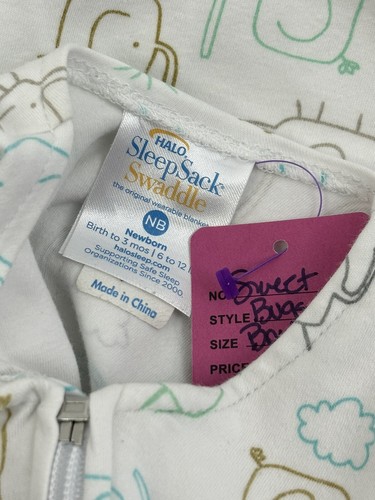 HALO
SleepSack
Swaddle
the original wearable blanket
NB
Newborn
Birth to 3 mos | 6 to 12 l
halosleep.com
Supporting Safe Sleep
Organizations Since 2000.
Made in China
NO. Sweet
STYLE Bugs
SIZE
PRICE